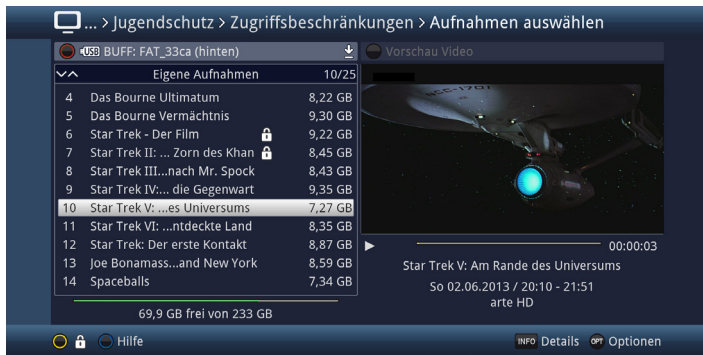 ... > Jugendschutz > Zugriffsbeschränkungen > Aufnahmen auswählen
USB BUFF: FAT_33ca (hinten)
Vorschau Video
Eigene Aufnahmen 10/25
4 Das Bourne Ultimatum 8,22 GB
5 Das Bourne Vermächtnis 9,30 GB
6 Star Trek - Der Film 9,22 GB
7 Star Trek II: ... Zorn des Khan 8,45 GB
8 Star Trek III...nach Mr. Spock 8,43 GB
9 Star Trek IV:... die Gegenwart 9,35 GB
10 Star Trek V: ...es Universums 7,27 GB
11 Star Trek VI: ...ntdeckte Land 8,35 GB
12 Star Trek: Der erste Kontakt 8,87 GB
13 Joe Bonamass...and New York 8,59 GB
14 Spaceballs 7,34 GB
69,9 GB frei von 233 GB
NCC-1701
00:00:03
Star Trek V: Am Rande des Universums
So 02.06.2013 / 20:10 - 21:51
arte HD
Hilfe
INFO Details OPT Optionen